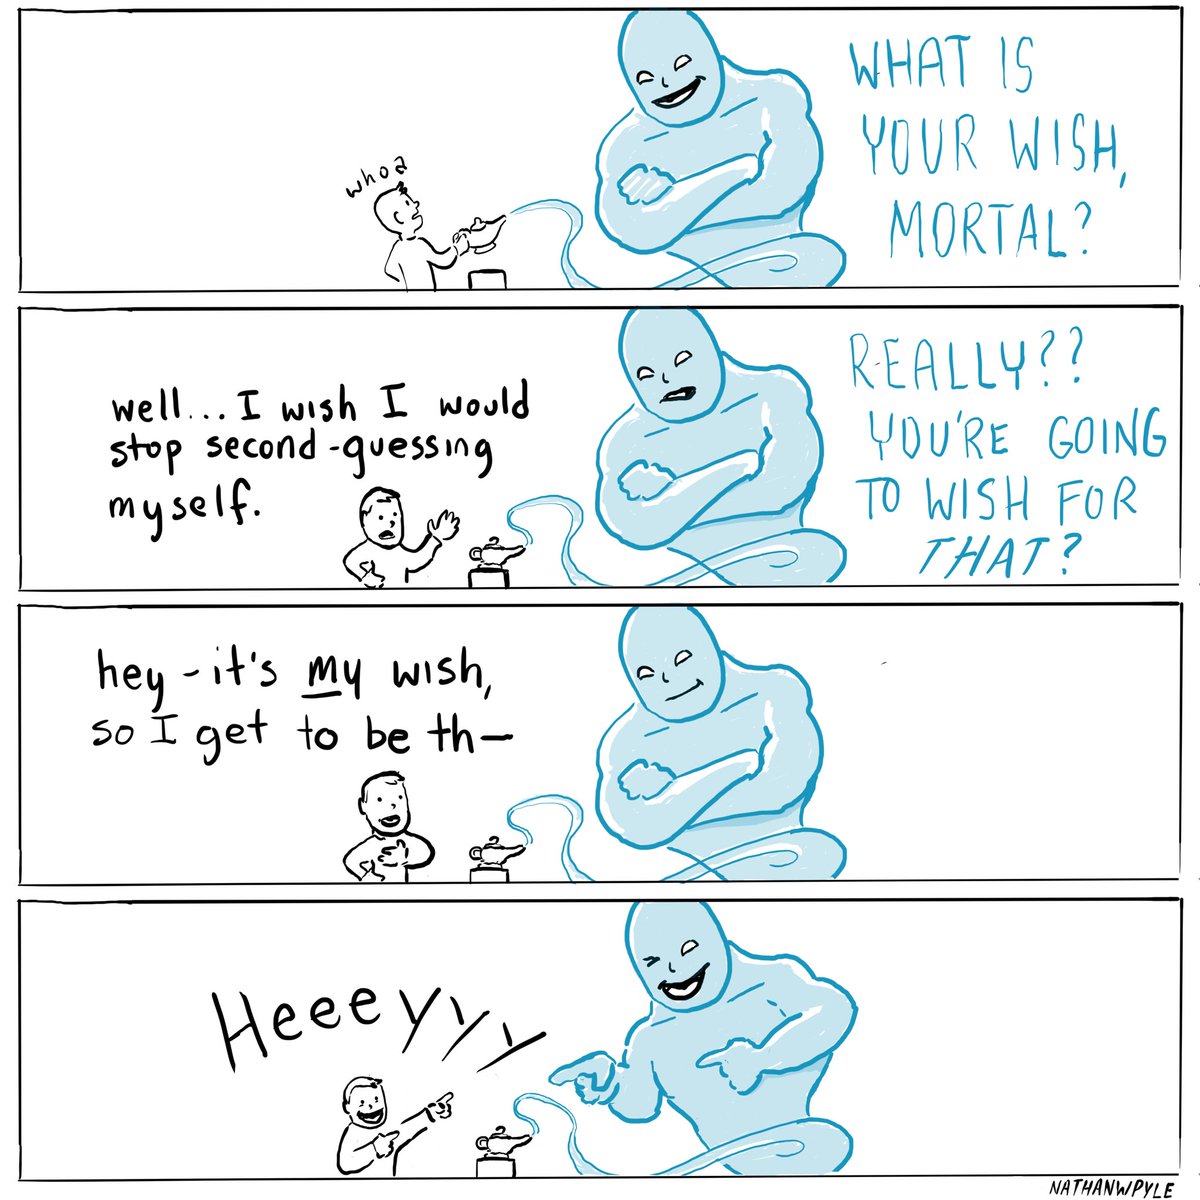 whoa
WHAT IS
YOUR WISH,
MORTAL?
well...I wish I would
stop second-guessing
myself.
REALLY??
YOU'RE GOING
TO WISH FOR
THAT?
hey-it's my wish,
so I get to be th—
Heeeyyy
NATHANWPYLE